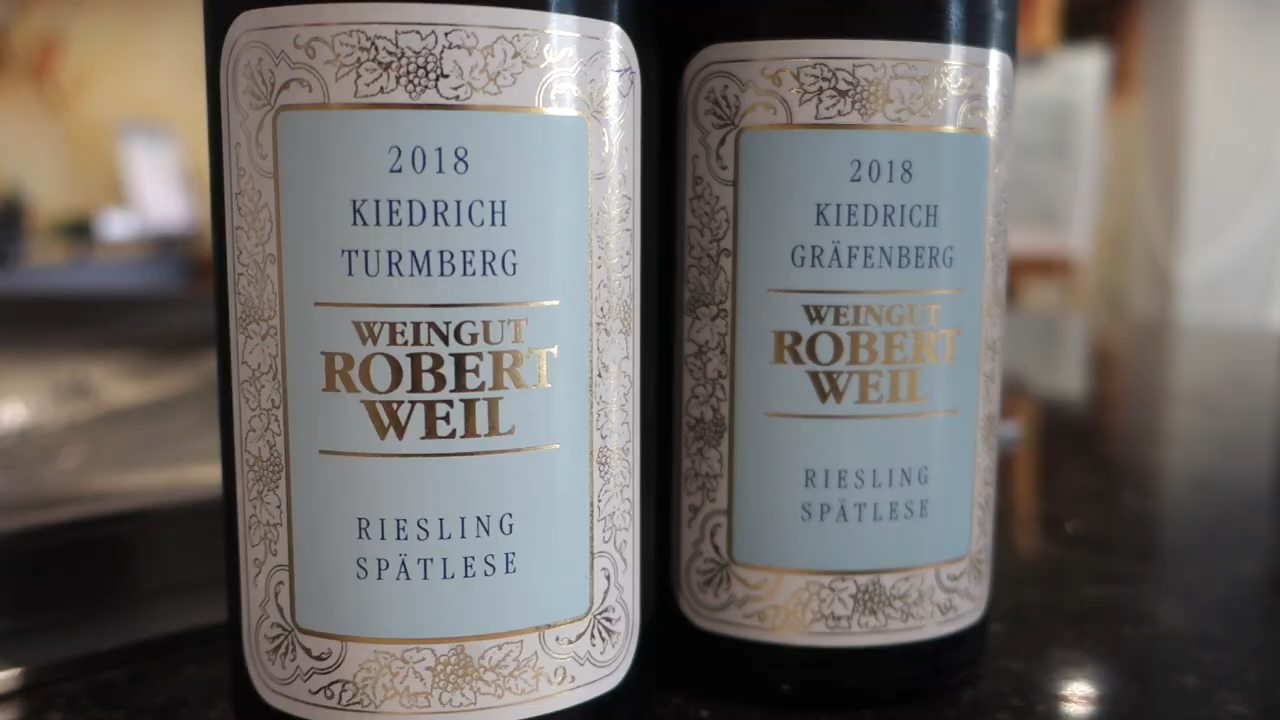 2018
KIEDRICH
TURMBERG
WEINGUT
ROBERT
WEIL
RIESLING
SPÄTLESE
2018
KIEDRICH
GRÄFENBERG
WEINGUT
ROBERT
WEIL
RIESLING
SPÄTLESE